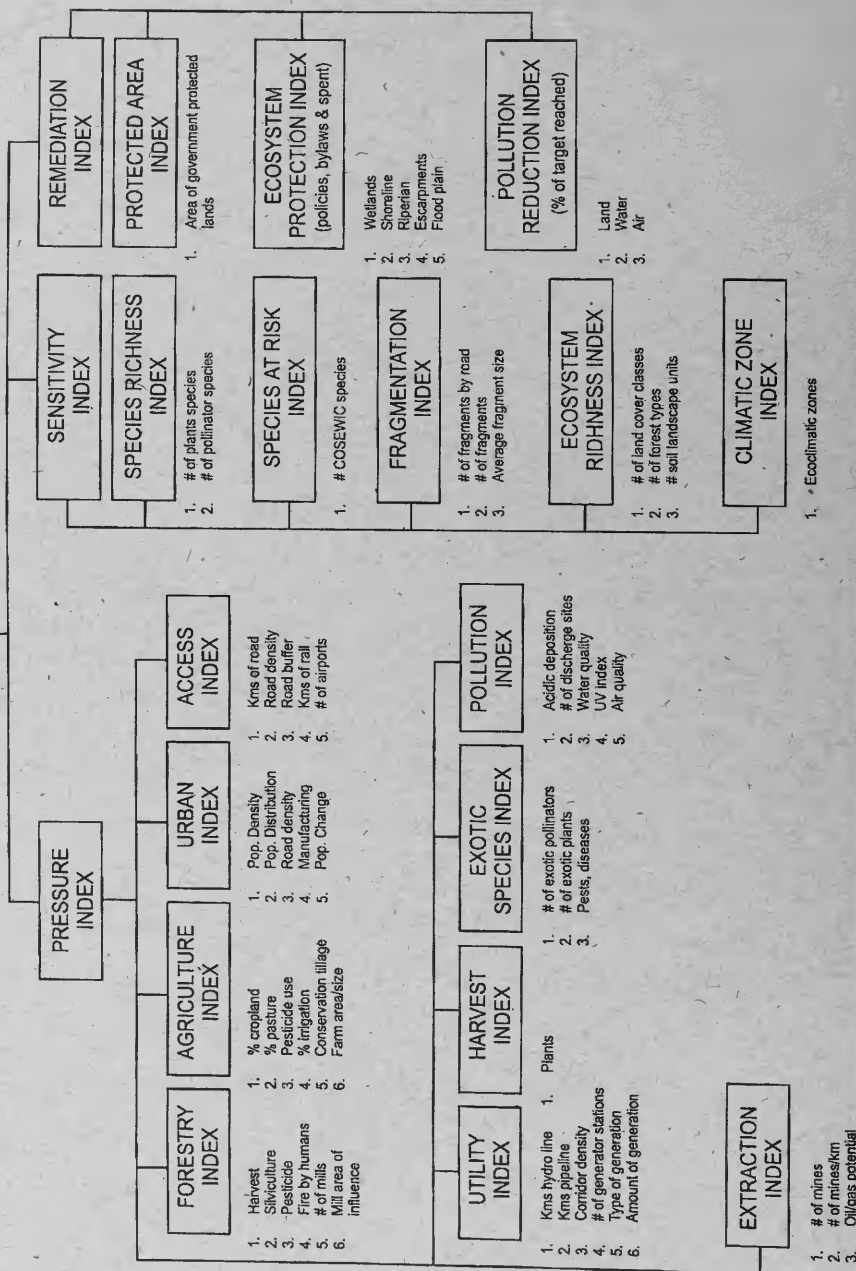 PRESSURE
INDEX
FORESTRY
INDEX
1. Harvest
2. Silviculture
3. Pesticide
4. Fire by humans
5. # of mills
6. Mill area of
influence
AGRICULTURE
INDEX
1. % cropland
2. % pasture
3. Pesticide use
4. % irrigation
5. Conservation tillage
6. Farm area/size
URBAN
INDEX
1. Pop. Density
2. Pop. Distribution
3. Road density
4. Manufacturing
5. Pop. Change
ACCESS
INDEX
1. Kms of road
2. Road density
3. Road buffer
4. Kms of rail
5. # of airports
UTILITY
INDEX
1. Kms hydro line
2. Kms pipeline
3. Corridor density
4. # of generator stations
5. Type of generation
6. Amount of generation
HARVEST
INDEX
1. Plants
EXOTIC
SPECIES INDEX
1. # of exotic pollinators
2. # of exotic plants
3. Pests, diseases
POLLUTION
INDEX
1. Acidic deposition
2. # of discharge sites
3. Water quality
4. UV index
5. Air quality
EXTRACTION
INDEX
1. # of mines
2. # of mines/km
3. Oil/gas potential
SENSITIVITY
INDEX
SPECIES RICHNESS
INDEX
1. # of plants species
2. # of pollinator species
SPECIES AT RISK
INDEX
1. # COSEWIC species
FRAGMENTATION
INDEX
1. # of fragments by road
2. # of fragments
3. Average fragment size
ECOSYSTEM
RIDHNESS INDEX
1. # of land cover classes
2. # of forest types
3. #soil landscape units
CLIMATIC ZONE
INDEX
1. Ecoclimatic zones
REMEDIATION
INDEX
PROTECTED AREA
INDEX
1. Area of government protected
lands
ECOSYSTEM
PROTECTION INDEX
(policies, bylaws & spent)
1. Wetlands
2. Shoreline
3. Riperian
4. Escarpments
5. Flood plain
POLLUTION
REDUCTION INDEX
(% of target reached)
1. Land
2. Water
3. Air